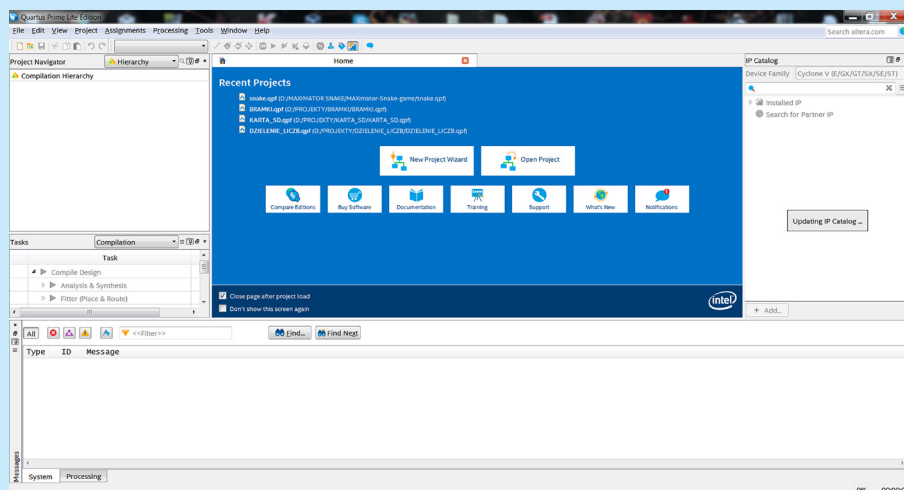 Quartus Prime Lite Edition
File Edit View Project Assignments Processing Tools Window Help
Search altera.com
Project Navigator
Hierarchy
Home
IP Catalog
Compilation Hierarchy
Device Family Cyclone V (E/GX/GT/SX/SE/ST)
Recent Projects
snake.qpf (D:/MAXIMATOR SNAKE/MAXimator-Snake-game/snake.qpf)
BRAMKI.qpf (D:/PROJEKTY/BRAMKI/BRAMKI.qpf)
KARTA_SD.qpf (D:/PROJEKTY/KARTA_SD/KARTA_SD.qpf)
DZIELENIE_LICZB.qpf (D:/PROJEKTY/DZIELENIE_LICZB/DZIELENIE_LICZB.qpf)
Installed IP
Search for Partner IP
New Project Wizard
Open Project
Compare Editions
Buy Software
Documentation
Training
Support
What's New
Notifications
Updating IP Catalog ...
Tasks
Compilation
Task
Compile Design
Analysis & Synthesis
Fitter (Place & Route)
Close page after project load
Don't show this screen again
intel
+ Add...
All
<<Filter>>
Find...
Find Next
Type ID Message
Messages
System
Processing